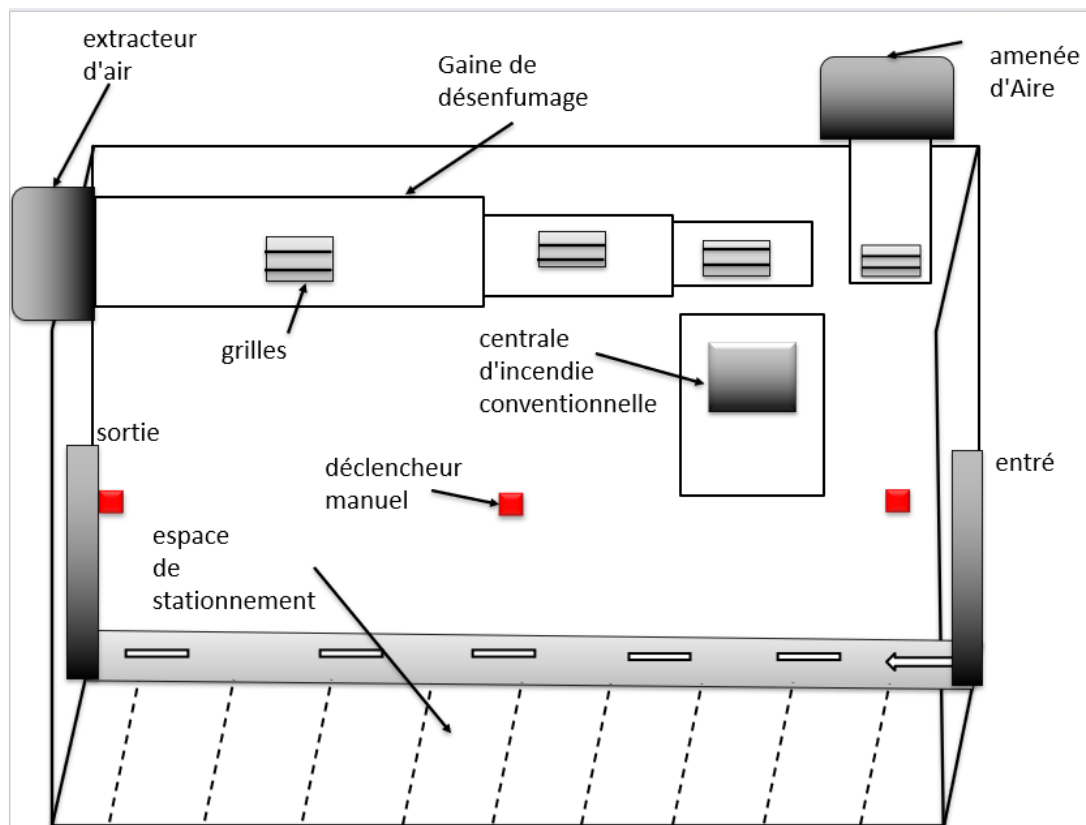 extracteur
d'air
Gaine de
désenfumage
amenée
d'Aire
grilles
centrale
d'incendie
conventionnelle
sortie
entré
déclencheur
manuel
espace
de
stationnement